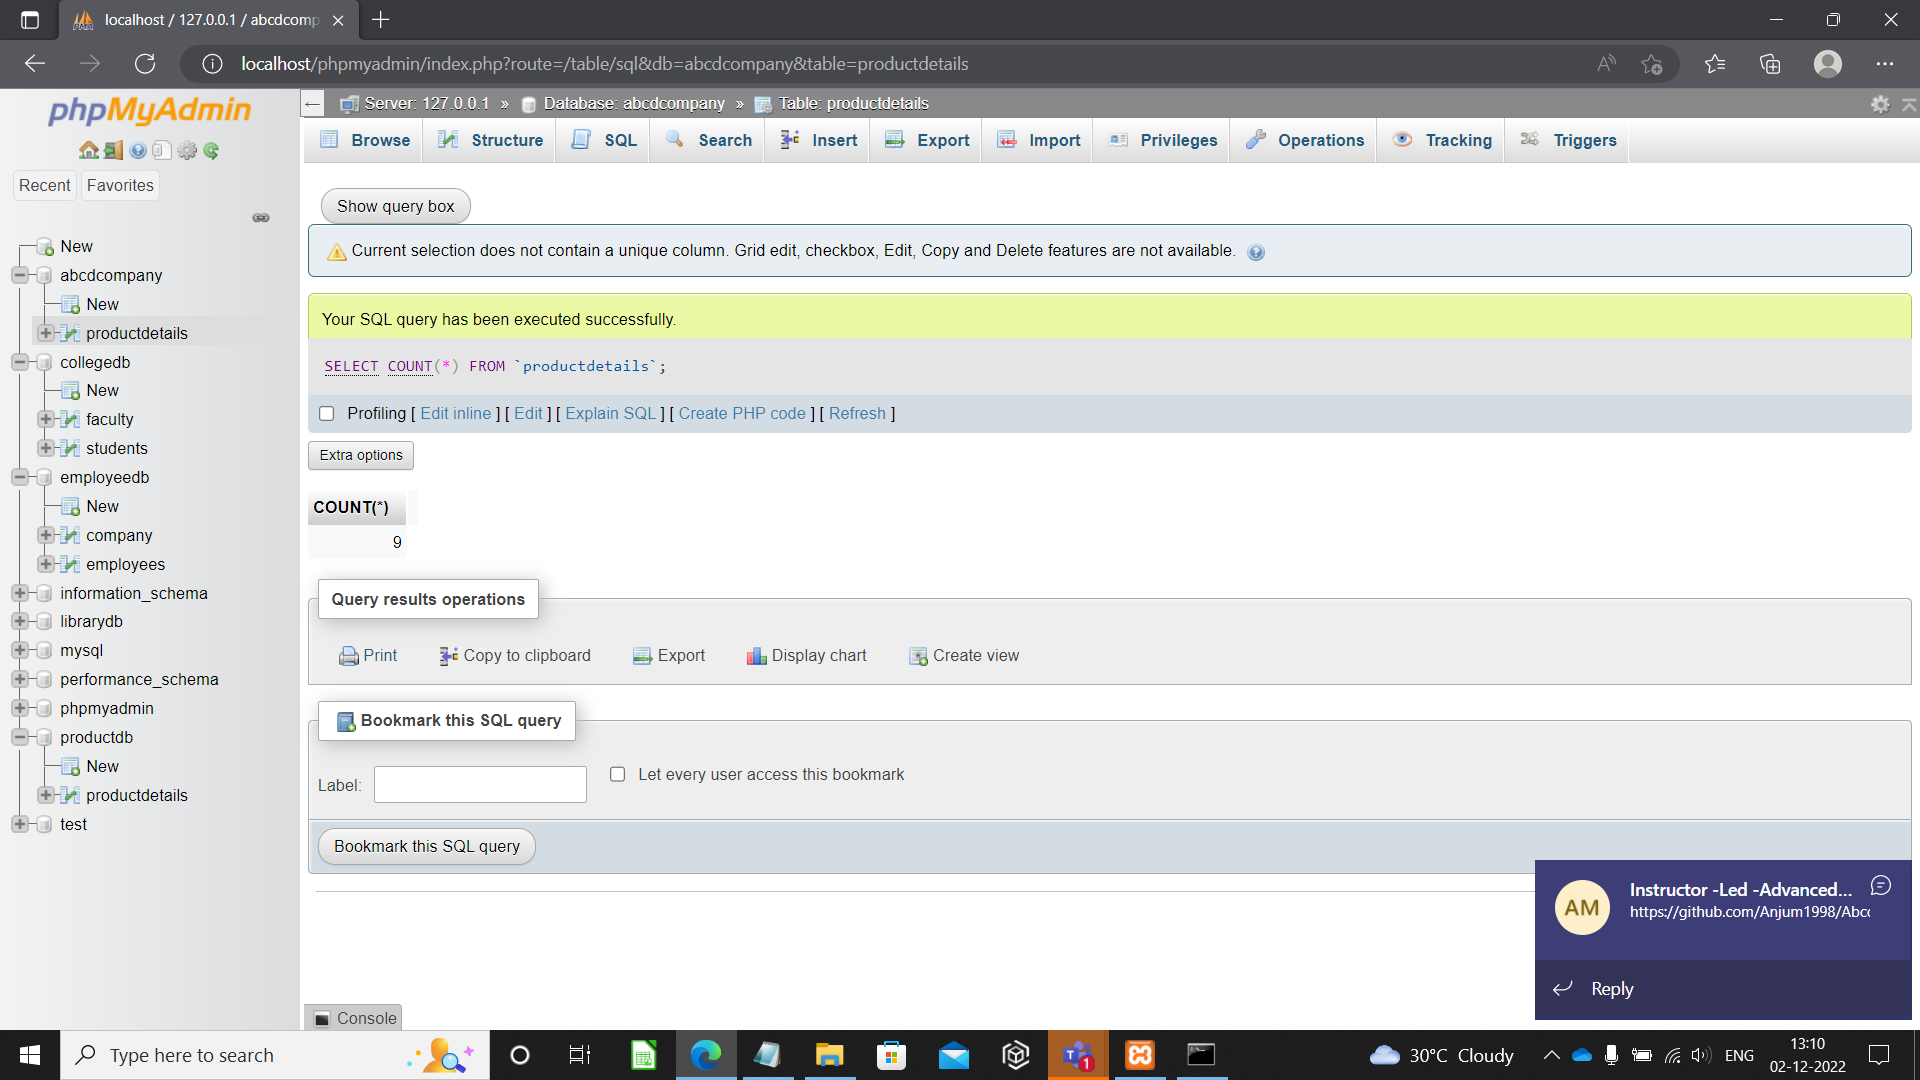 localhost / 127.0.0.1 / abcdcomp
localhost/phpmyadmin/index.php?route=/table/sql&db=abcdcompany&table=productdetails
phpMyAdmin
Recent Favorites
New
abcdcompany
New
productdetails
collegedb
New
faculty
students
employeedb
New
company
employees
information_schema
librarydb
mysql
performance_schema
phpmyadmin
productdb
New
productdetails
test
Server: 127.0.0.1 » Database: abcdcompany » Table: productdetails
Browse Structure SQL Search Insert Export Import Privileges Operations Tracking Triggers
Show query box
Current selection does not contain a unique column. Grid edit, checkbox, Edit, Copy and Delete features are not available.
Your SQL query has been executed successfully.
SELECT COUNT(*) FROM `productdetails`;
Profiling [ Edit inline ] [ Edit ] [ Explain SQL ] [ Create PHP code ] [ Refresh ]
Extra options
COUNT(*)
9
Query results operations
Print Copy to clipboard Export Display chart Create view
Bookmark this SQL query
Label: Let every user access this bookmark
Bookmark this SQL query
Console
AM
Instructor -Led -Advanced...
https://github.com/Anjum1998/Abc
Reply
Type here to search
30°C Cloudy
ENG
13:10
02-12-2022